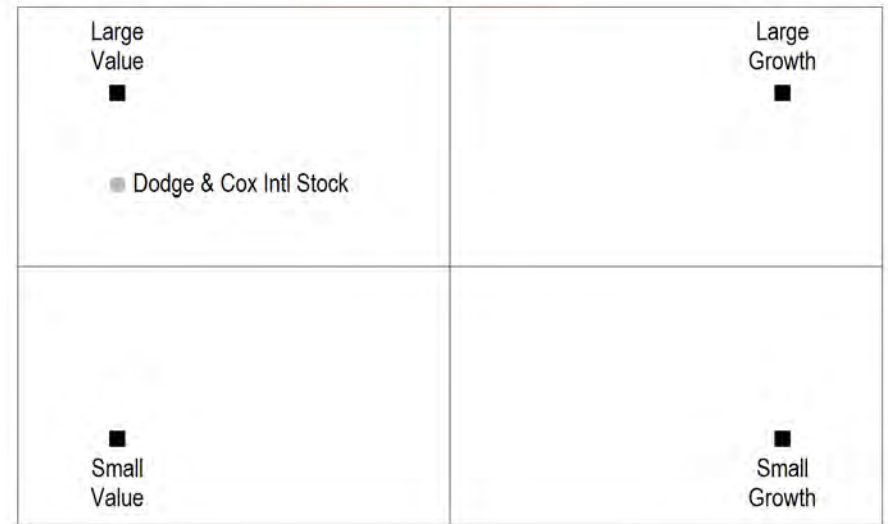 Large
Value
Large
Growth
Dodge & Cox Intl Stock
Small
Value
Small
Growth